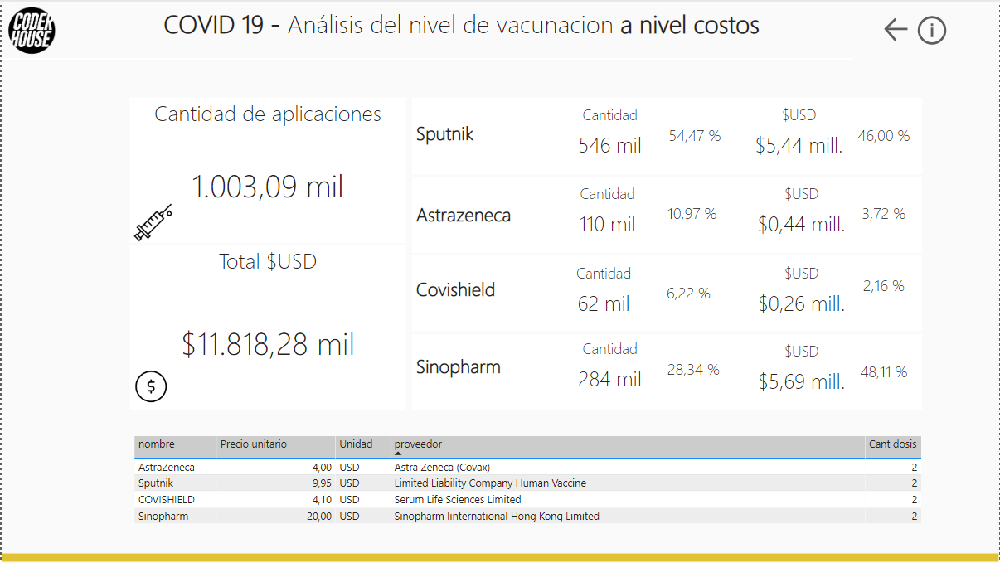 CODER HOUSE
COVID 19 - Análisis del nivel de vacunacion a nivel costos
i
Cantidad de aplicaciones
1.003,09 mil
Total $USD
$11.818,28 mil
$
Sputnik
Cantidad
546 mil
54,47 %
$USD
$5,44 mill.
46,00 %
Astrazeneca
Cantidad
110 mil
10,97 %
$USD
$0,44 mill.
3,72 %
Covishield
Cantidad
62 mil
6,22 %
$USD
$0,26 mill.
2,16 %
Sinopharm
Cantidad
284 mil
28,34 %
$USD
$5,69 mill.
48,11 %
nombre Precio unitario Unidad proveedor Cant dosis
AstraZeneca 4,00 USD Astra Zeneca (Covax) 2
Sputnik 9,95 USD Limited Liability Company Human Vaccine 2
COVISHIELD 4,10 USD Serum Life Sciences Limited 2
Sinopharm 20,00 USD Sinopharm Iinternational Hong Kong Limited 2